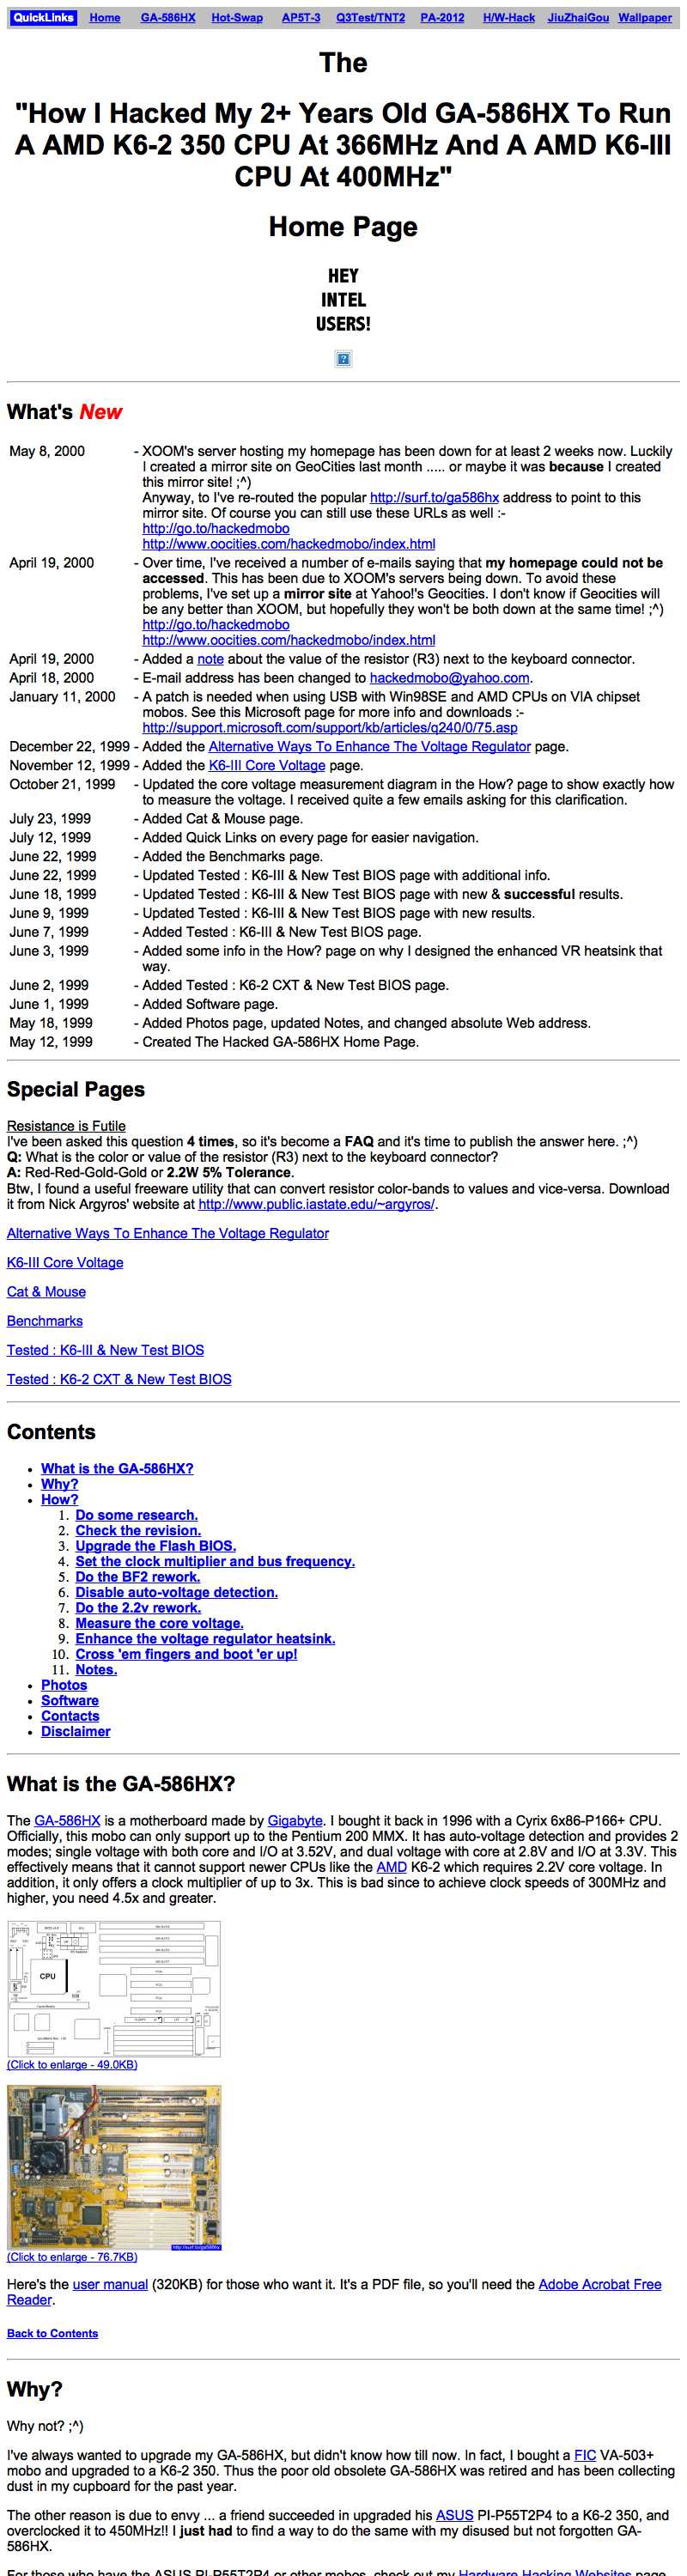 QuickLinks Home GA-586HX Hot-Swap AP5T-3 Q3Test/TNT2 PA-2012 H/W-Hack JiuZhaiGou Wallpaper
The
"How I Hacked My 2+ Years Old GA-586HX To Run
A AMD K6-2 350 CPU At 366MHz And A AMD K6-III
CPU At 400MHz"
Home Page
HEY
INTEL
USERS!
What's New
May 8, 2000 - XOOM's server hosting my homepage has been down for at least 2 weeks now. Luckily
I created a mirror site on GeoCities last month ..... or maybe it was because I created
this mirror site! ;^)
Anyway, to I've re-routed the popular http://surf.to/ga586hx address to point to this
mirror site. Of course you can still use these URLs as well :-
http://go.to/hackedmobo
http://www.oocities.com/hackedmobo/index.html
April 19, 2000 - Over time, I've received a number of e-mails saying that my homepage could not be
accessed. This has been due to XOOM's servers being down. To avoid these
problems, I've set up a mirror site at Yahoo!'s Geocities. I don't know if Geocities will
be any better than XOOM, but hopefully they won't be both down at the same time! ;^)
http://go.to/hackedmobo
http://www.oocities.com/hackedmobo/index.html
April 19, 2000 - Added a note about the value of the resistor (R3) next to the keyboard connector.
April 18, 2000 - E-mail address has been changed to hackedmobo@yahoo.com.
January 11, 2000 - A patch is needed when using USB with Win98SE and AMD CPUs on VIA chipset
mobos. See this Microsoft page for more info and downloads :-
http://support.microsoft.com/support/kb/articles/q240/0/75.asp
December 22, 1999 - Added the Alternative Ways To Enhance The Voltage Regulator page.
November 12, 1999 - Added the K6-III Core Voltage page.
October 21, 1999 - Updated the core voltage measurement diagram in the How? page to show exactly how
to measure the voltage. I received quite a few emails asking for this clarification.
July 23, 1999 - Added Cat & Mouse page.
July 12, 1999 - Added Quick Links on every page for easier navigation.
June 22, 1999 - Added the Benchmarks page.
June 22, 1999 - Updated Tested : K6-III & New Test BIOS page with additional info.
June 18, 1999 - Updated Tested : K6-III & New Test BIOS page with new & successful results.
June 9, 1999 - Updated Tested : K6-III & New Test BIOS page with new results.
June 7, 1999 - Added Tested : K6-III & New Test BIOS page.
June 3, 1999 - Added some info in the How? page on why I designed the enhanced VR heatsink that
way.
June 2, 1999 - Added Tested : K6-2 CXT & New Test BIOS page.
June 1, 1999 - Added Software page.
May 18, 1999 - Added Photos page, updated Notes, and changed absolute Web address.
May 12, 1999 - Created The Hacked GA-586HX Home Page.
Special Pages
Resistance is Futile
I've been asked this question 4 times, so it's become a FAQ and it's time to publish the answer here. ;^)
Q: What is the color or value of the resistor (R3) next to the keyboard connector?
A: Red-Red-Gold-Gold or 2.2W 5% Tolerance.
Btw, I found a useful freeware utility that can convert resistor color-bands to values and vice-versa. Download
it from Nick Argyros' website at http://www.public.iastate.edu/~argyros/.
Alternative Ways To Enhance The Voltage Regulator
K6-III Core Voltage
Cat & Mouse
Benchmarks
Tested : K6-III & New Test BIOS
Tested : K6-2 CXT & New Test BIOS
Contents
• What is the GA-586HX?
• Why?
• How?
1. Do some research.
2. Check the revision.
3. Upgrade the Flash BIOS.
4. Set the clock multiplier and bus frequency.
5. Do the BF2 rework.
6. Disable auto-voltage detection.
7. Do the 2.2v rework.
8. Measure the core voltage.
9. Enhance the voltage regulator heatsink.
10. Cross 'em fingers and boot 'er up!
11. Notes.
• Photos
• Software
• Contacts
• Disclaimer
What is the GA-586HX?
The GA-586HX is a motherboard made by Gigabyte. I bought it back in 1996 with a Cyrix 6x86-P166+ CPU.
Officially, this mobo can only support up to the Pentium 200 MMX. It has auto-voltage detection and provides 2
modes; single voltage with both core and I/O at 3.52V, and dual voltage with core at 2.8V and I/O at 3.3V. This
effectively means that it cannot support newer CPUs like the AMD K6-2 which requires 2.2V core voltage. In
addition, it only offers a clock multiplier of up to 3x. This is bad since to achieve clock speeds of 300MHz and
higher, you need 4.5x and greater.
CPU
(Click to enlarge - 49.0KB)
http://surf.to/ga586hx
(Click to enlarge - 76.7KB)
Here's the user manual (320KB) for those who want it. It's a PDF file, so you'll need the Adobe Acrobat Free
Reader.
Back to Contents
Why?
Why not? ;^)
I've always wanted to upgrade my GA-586HX, but didn't know how till now. In fact, I bought a FIC VA-503+
mobo and upgraded to a K6-2 350. Thus the poor old obsolete GA-586HX was retired and has been collecting
dust in my cupboard for the past year.
The other reason is due to envy ... a friend succeeded in upgraded his ASUS PI-P55T2P4 to a K6-2 350, and
overclocked it to 450MHz!! I just had to find a way to do the same with my disused but not forgotten GA-
586HX.
For those who have the ASUS PI-P55T2P4 or other mobos, check out my Hardware Hacking Websites page